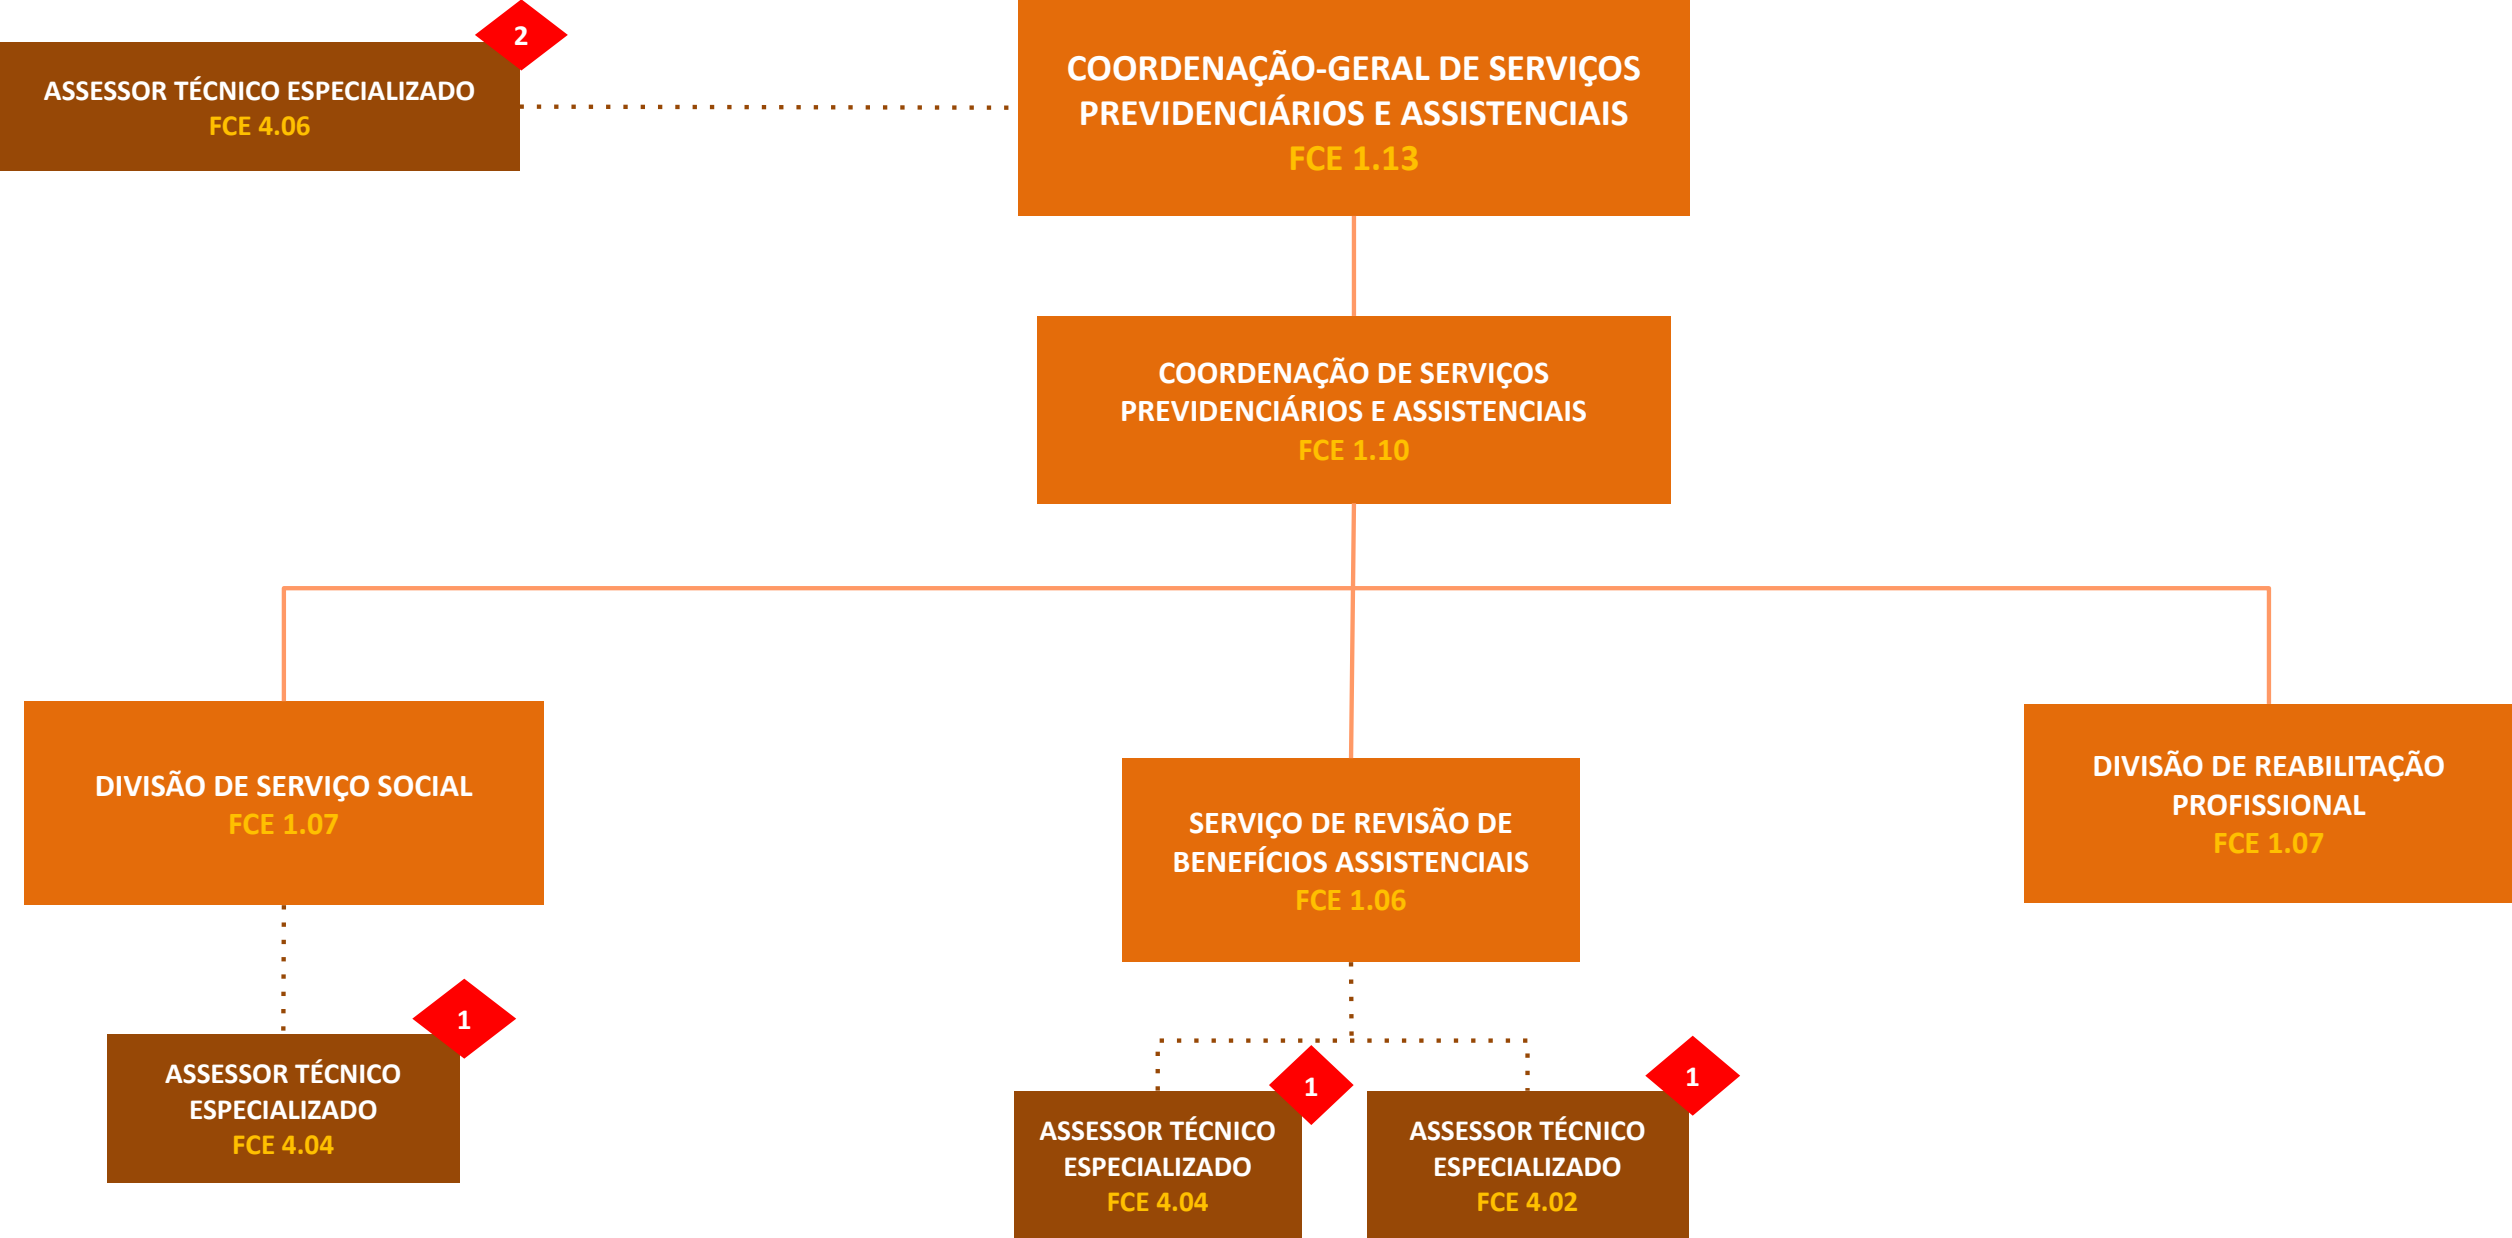 2
ASSESSOR TÉCNICO ESPECIALIZADO
FCE 4.06
COORDENAÇÃO-GERAL DE SERVIÇOS
PREVIDENCIÁRIOS E ASSISTENCIAIS
FCE 1.13
COORDENAÇÃO DE SERVIÇOS
PREVIDENCIÁRIOS E ASSISTENCIAIS
FCE 1.10
DIVISÃO DE SERVIÇO SOCIAL
FCE 1.07
SERVIÇO DE REVISÃO DE
BENEFÍCIOS ASSISTENCIAIS
FCE 1.06
DIVISÃO DE REABILITAÇÃO
PROFISSIONAL
FCE 1.07
1
ASSESSOR TÉCNICO
ESPECIALIZADO
FCE 4.04
1
ASSESSOR TÉCNICO
ESPECIALIZADO
FCE 4.04
1
ASSESSOR TÉCNICO
ESPECIALIZADO
FCE 4.02